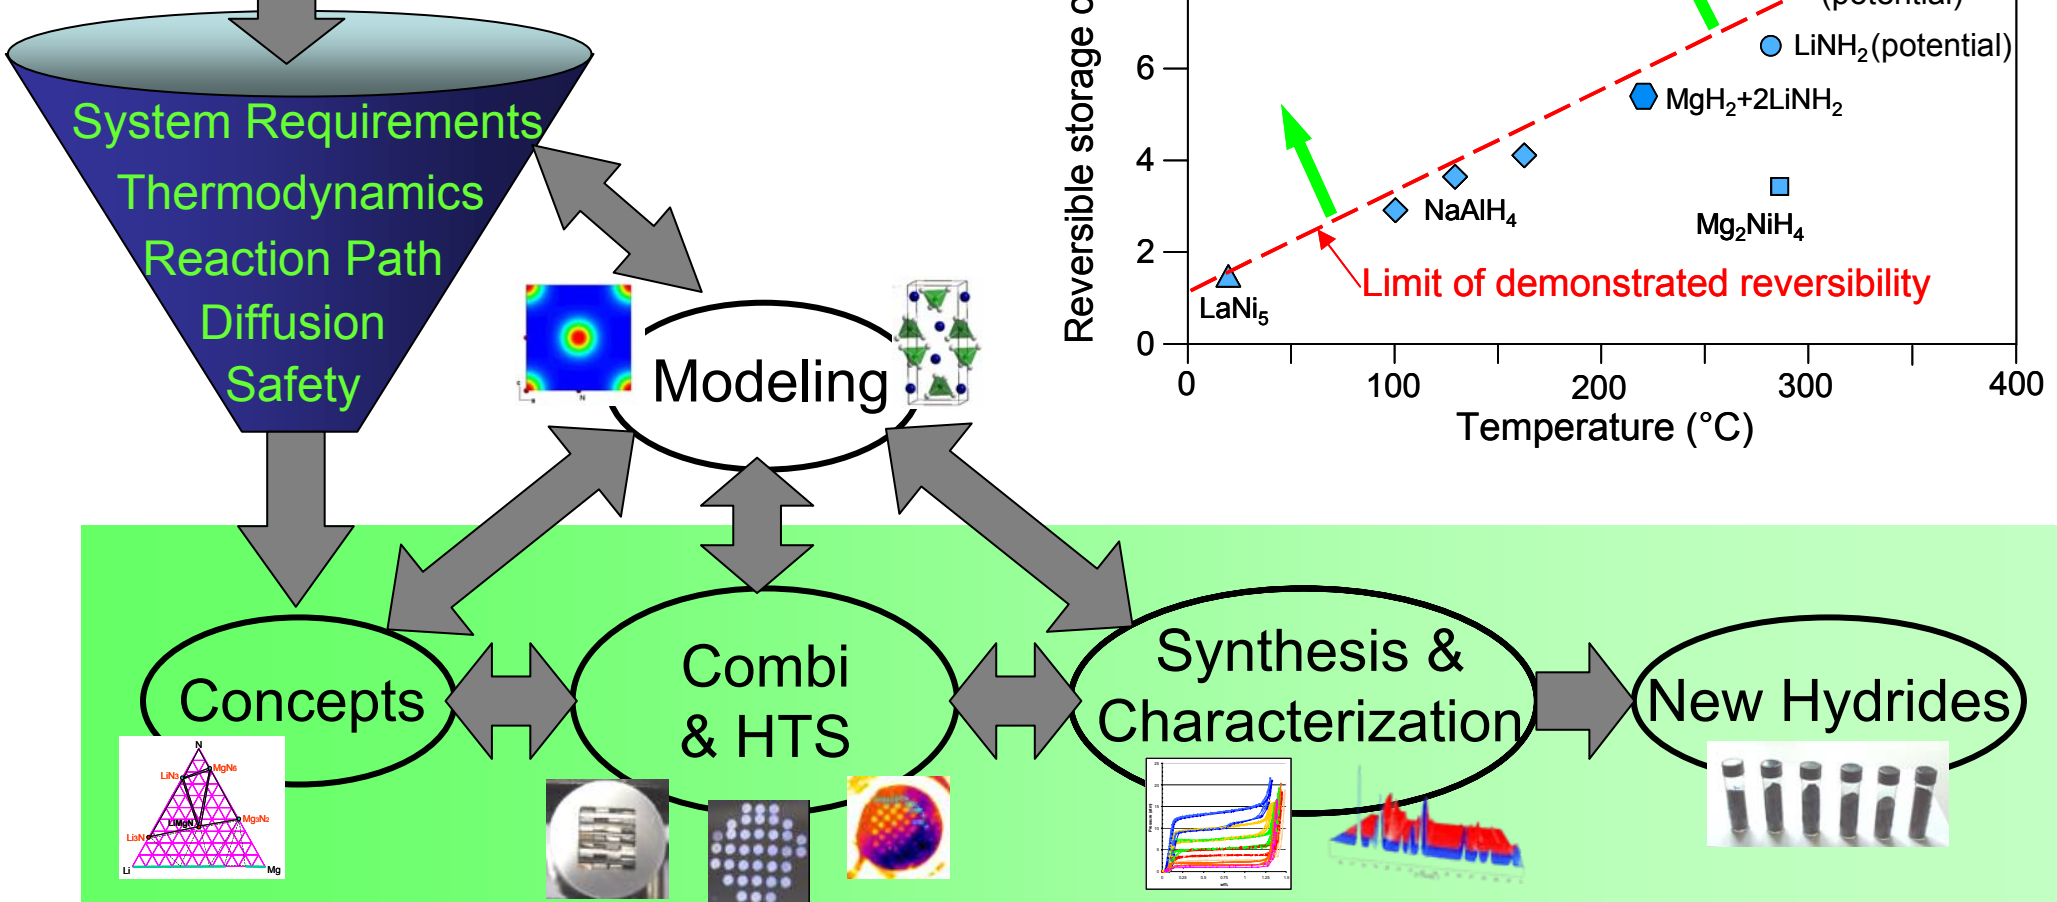 System Requirements
Thermodynamics
Reaction Path
Diffusion
Safety
Modeling
Reversible storage
(potential)
LiNH₂ (potential)
MgH₂+2LiNH₂
NaAlH₄
Mg₂NiH₄
Limit of demonstrated reversibility
LaNi₅
6
4
2
0
0
100
200
300
400
Temperature (°C)
Concepts
Combi
& HTS
Synthesis &
Characterization
New Hydrides
N
LiN₃
MgN₆
LiMgN
Li₃N
Mg₃N₂
Li
Mg